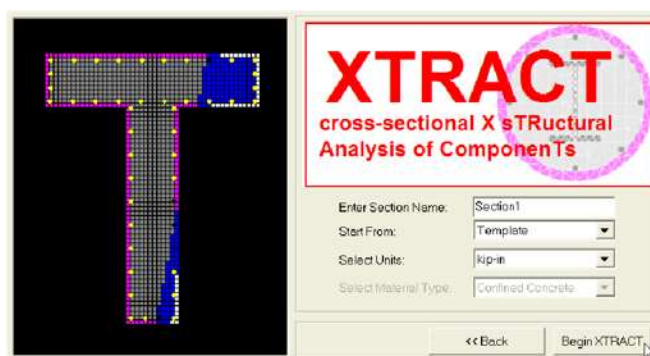 XTRACT
cross-sectional X sTRuctural
Analysis of ComponenTs
Enter Section Name: Section1
Start From: Template
Select Units: kip-in
Select Material Type: Confined Concrete
<< Back Begin XTRACT